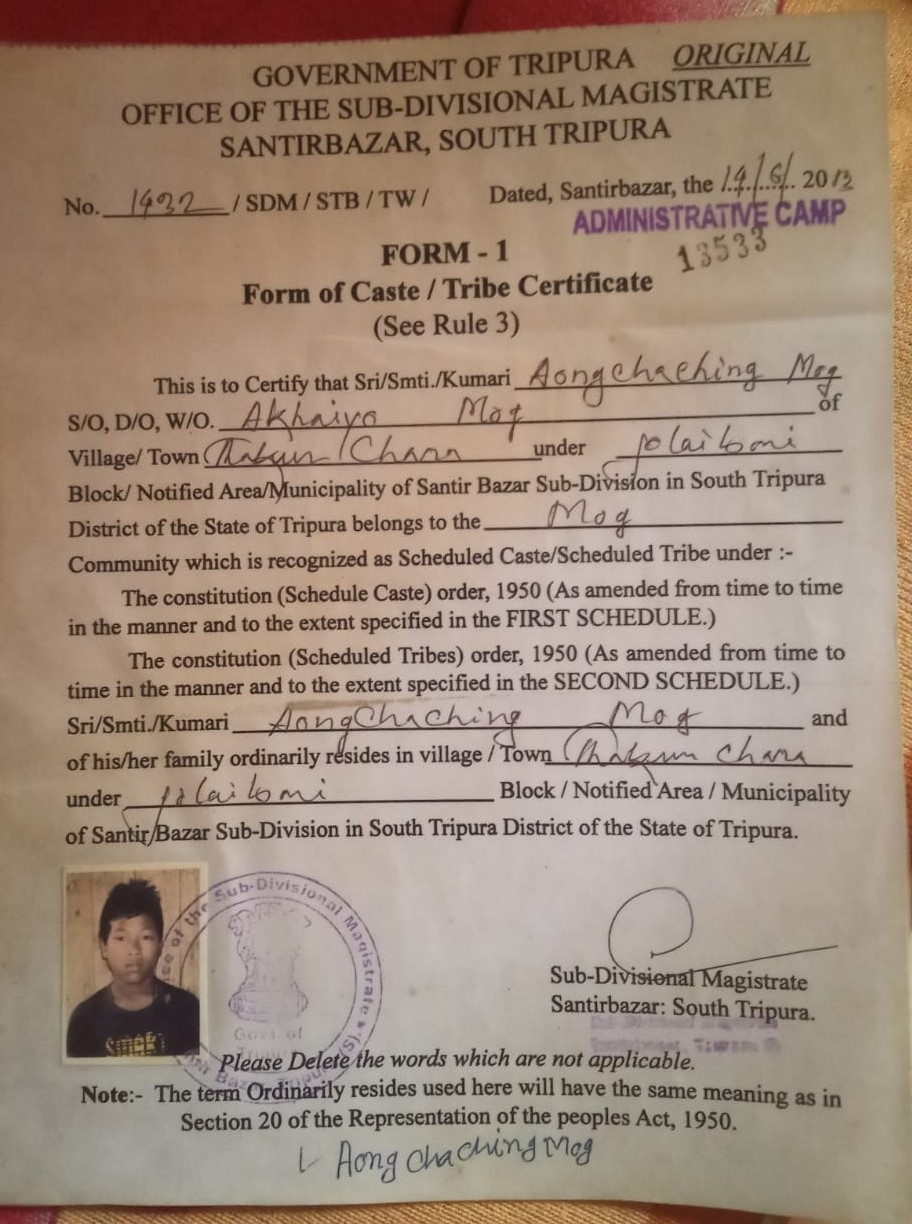 GOVERNMENT OF TRIPURA ORIGINAL
OFFICE OF THE SUB-DIVISIONAL MAGISTRATE
SANTIRBAZAR, SOUTH TRIPURA
No. 1432 / SDM / STB / TW / Dated, Santirbazar, the 14/6/ 2013
ADMINISTRATIVE CAMP
13533
FORM - 1
Form of Caste / Tribe Certificate
(See Rule 3)
This is to Certify that Sri/Smti./Kumari Aongchaching Mog
S/O, D/O, W/O. Akhaiyo Mog of
Village/ Town Thakun Chara under
Block/ Notified Area/Municipality of Santir Bazar Sub-Division in South Tripura
District of the State of Tripura belongs to the Mog
Community which is recognized as Scheduled Caste/Scheduled Tribe under :-
The constitution (Schedule Caste) order, 1950 (As amended from time to time
in the manner and to the extent specified in the FIRST SCHEDULE.)
The constitution (Scheduled Tribes) order, 1950 (As amended from time to
time in the manner and to the extent specified in the SECOND SCHEDULE.)
Sri/Smti./Kumari AongChaching Mog and
of his/her family ordinarily resides in village / Town Thakun Chara
under Block / Notified Area / Municipality
of Santir Bazar Sub-Division in South Tripura District of the State of Tripura.
of the Sub-Divisional Magistrate
Govt of
Sub-Divisional Magistrate
Santirbazar: South Tripura.
Please Delete the words which are not applicable.
Note:- The term Ordinarily resides used here will have the same meaning as in
Section 20 of the Representation of the peoples Act, 1950.
Aong chaching Mog